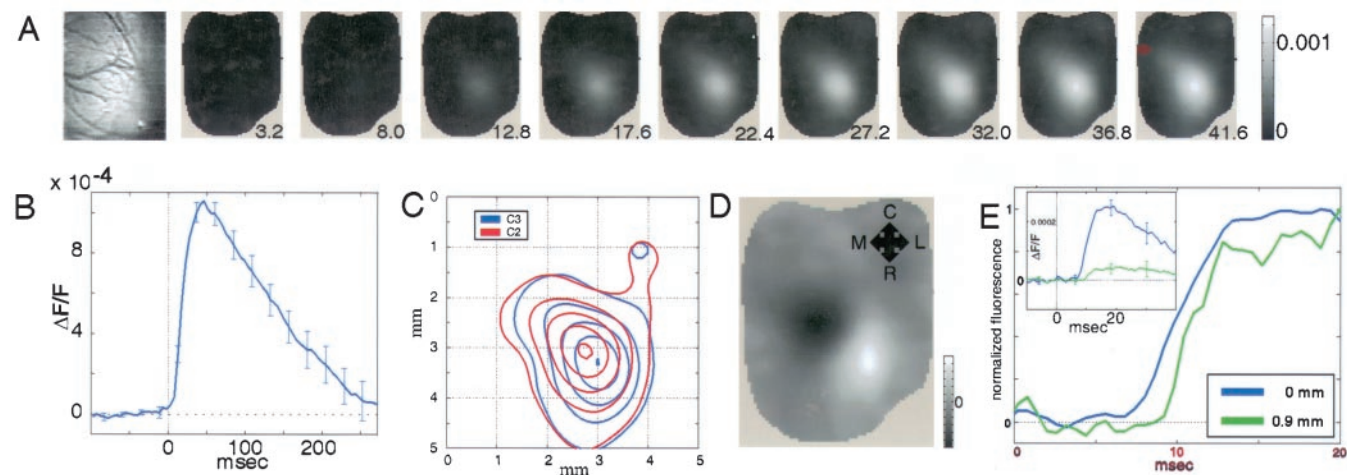 A
3.2 8.0 12.8 17.6 22.4 27.2 32.0 36.8 41.6
0.001
0
B
x 10-4
8
4
0
ΔF/F
0 100 200
msec
C
C3
C2
0
1
2
3
4
5
mm
0 1 2 3 4 5
mm
D
C
M L
R
0
E
1
0
normalized fluorescence
0.0002
0
ΔF/F
0 20
msec
0 mm
0.9 mm
0 10 20
msec